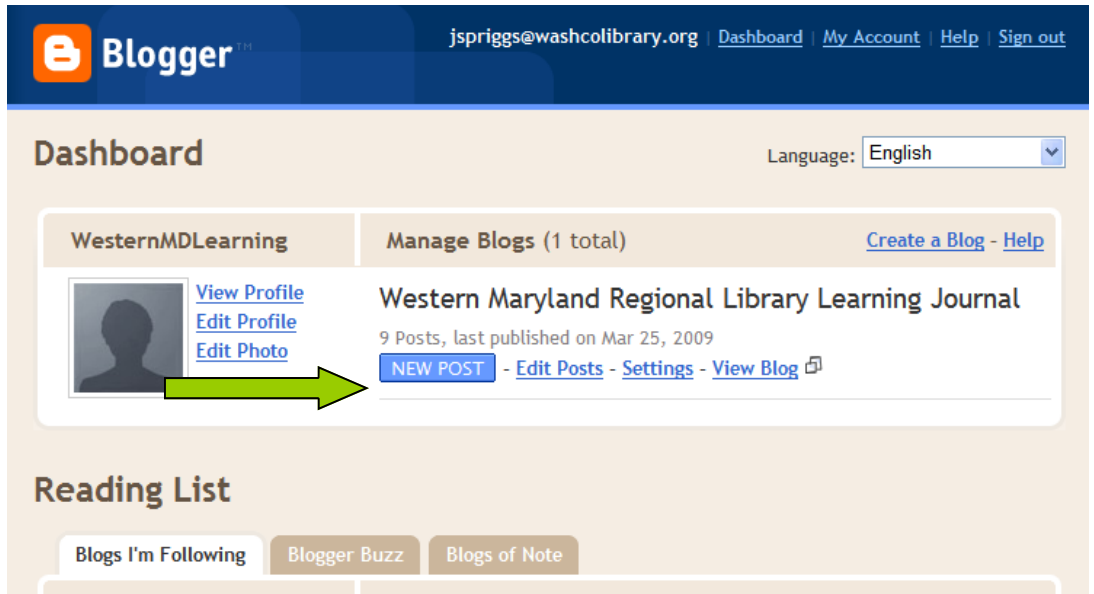 Blogger™
jspriggs@washcolibrary.org | Dashboard | My Account | Help | Sign out
Dashboard
Language: English
WesternMDLearning
Manage Blogs (1 total)
Create a Blog - Help
View Profile
Edit Profile
Edit Photo
Western Maryland Regional Library Learning Journal
9 Posts, last published on Mar 25, 2009
NEW POST - Edit Posts - Settings - View Blog
Reading List
Blogs I'm Following
Blogger Buzz
Blogs of Note